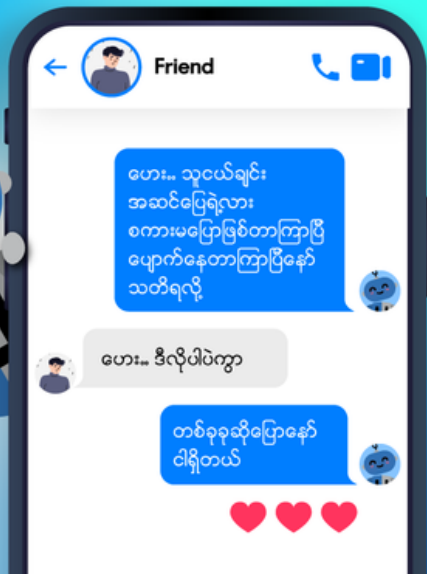 Friend
ဟေး.. သူငယ်ချင်း
အဆင်ပြေရဲ့လား
စကားမပြောဖြစ်တာကြာပြီ
ပျောက်နေတာကြာပြီနော်
သတိရလို့
ဟေး.. ဒီလိုပါပဲကွာ
တစ်ခုခုဆိုပြောနော်
ငါရှိတယ်